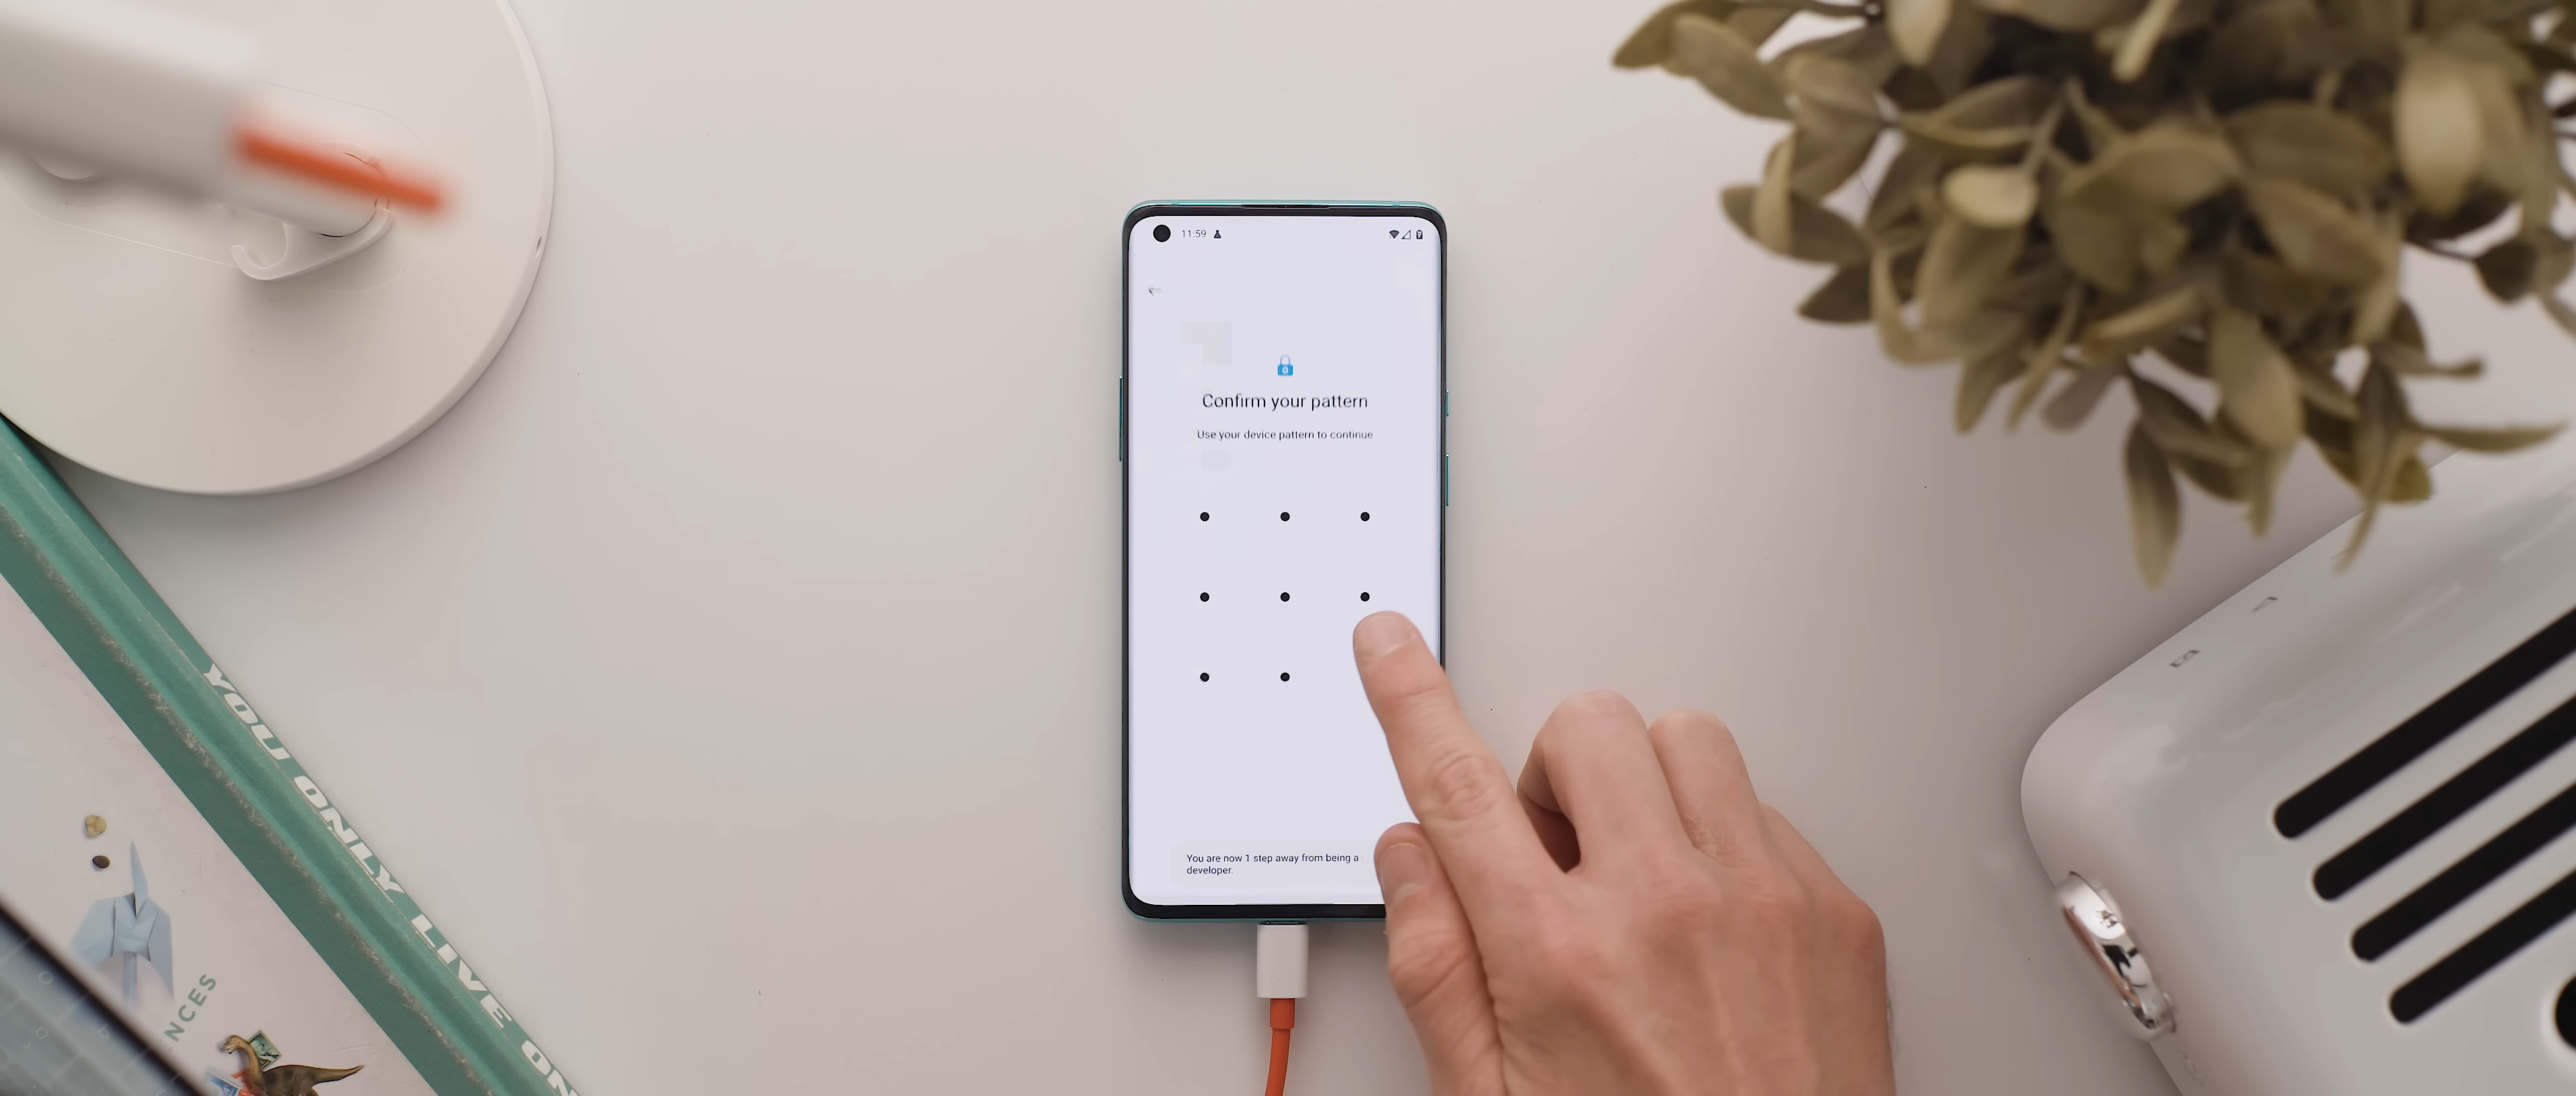 11:59
Confirm your pattern
Use your device pattern to continue
You are now 1 step away from being a
developer.
YOU ONLY LIVE
NCES